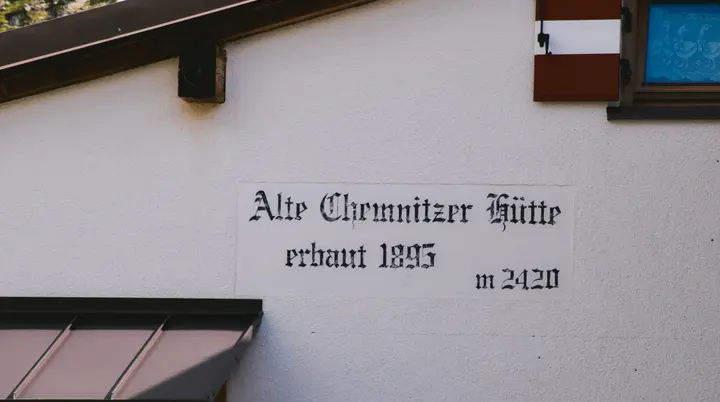 Alte Chemnitzer Hütte
erbaut 1895
m 2420